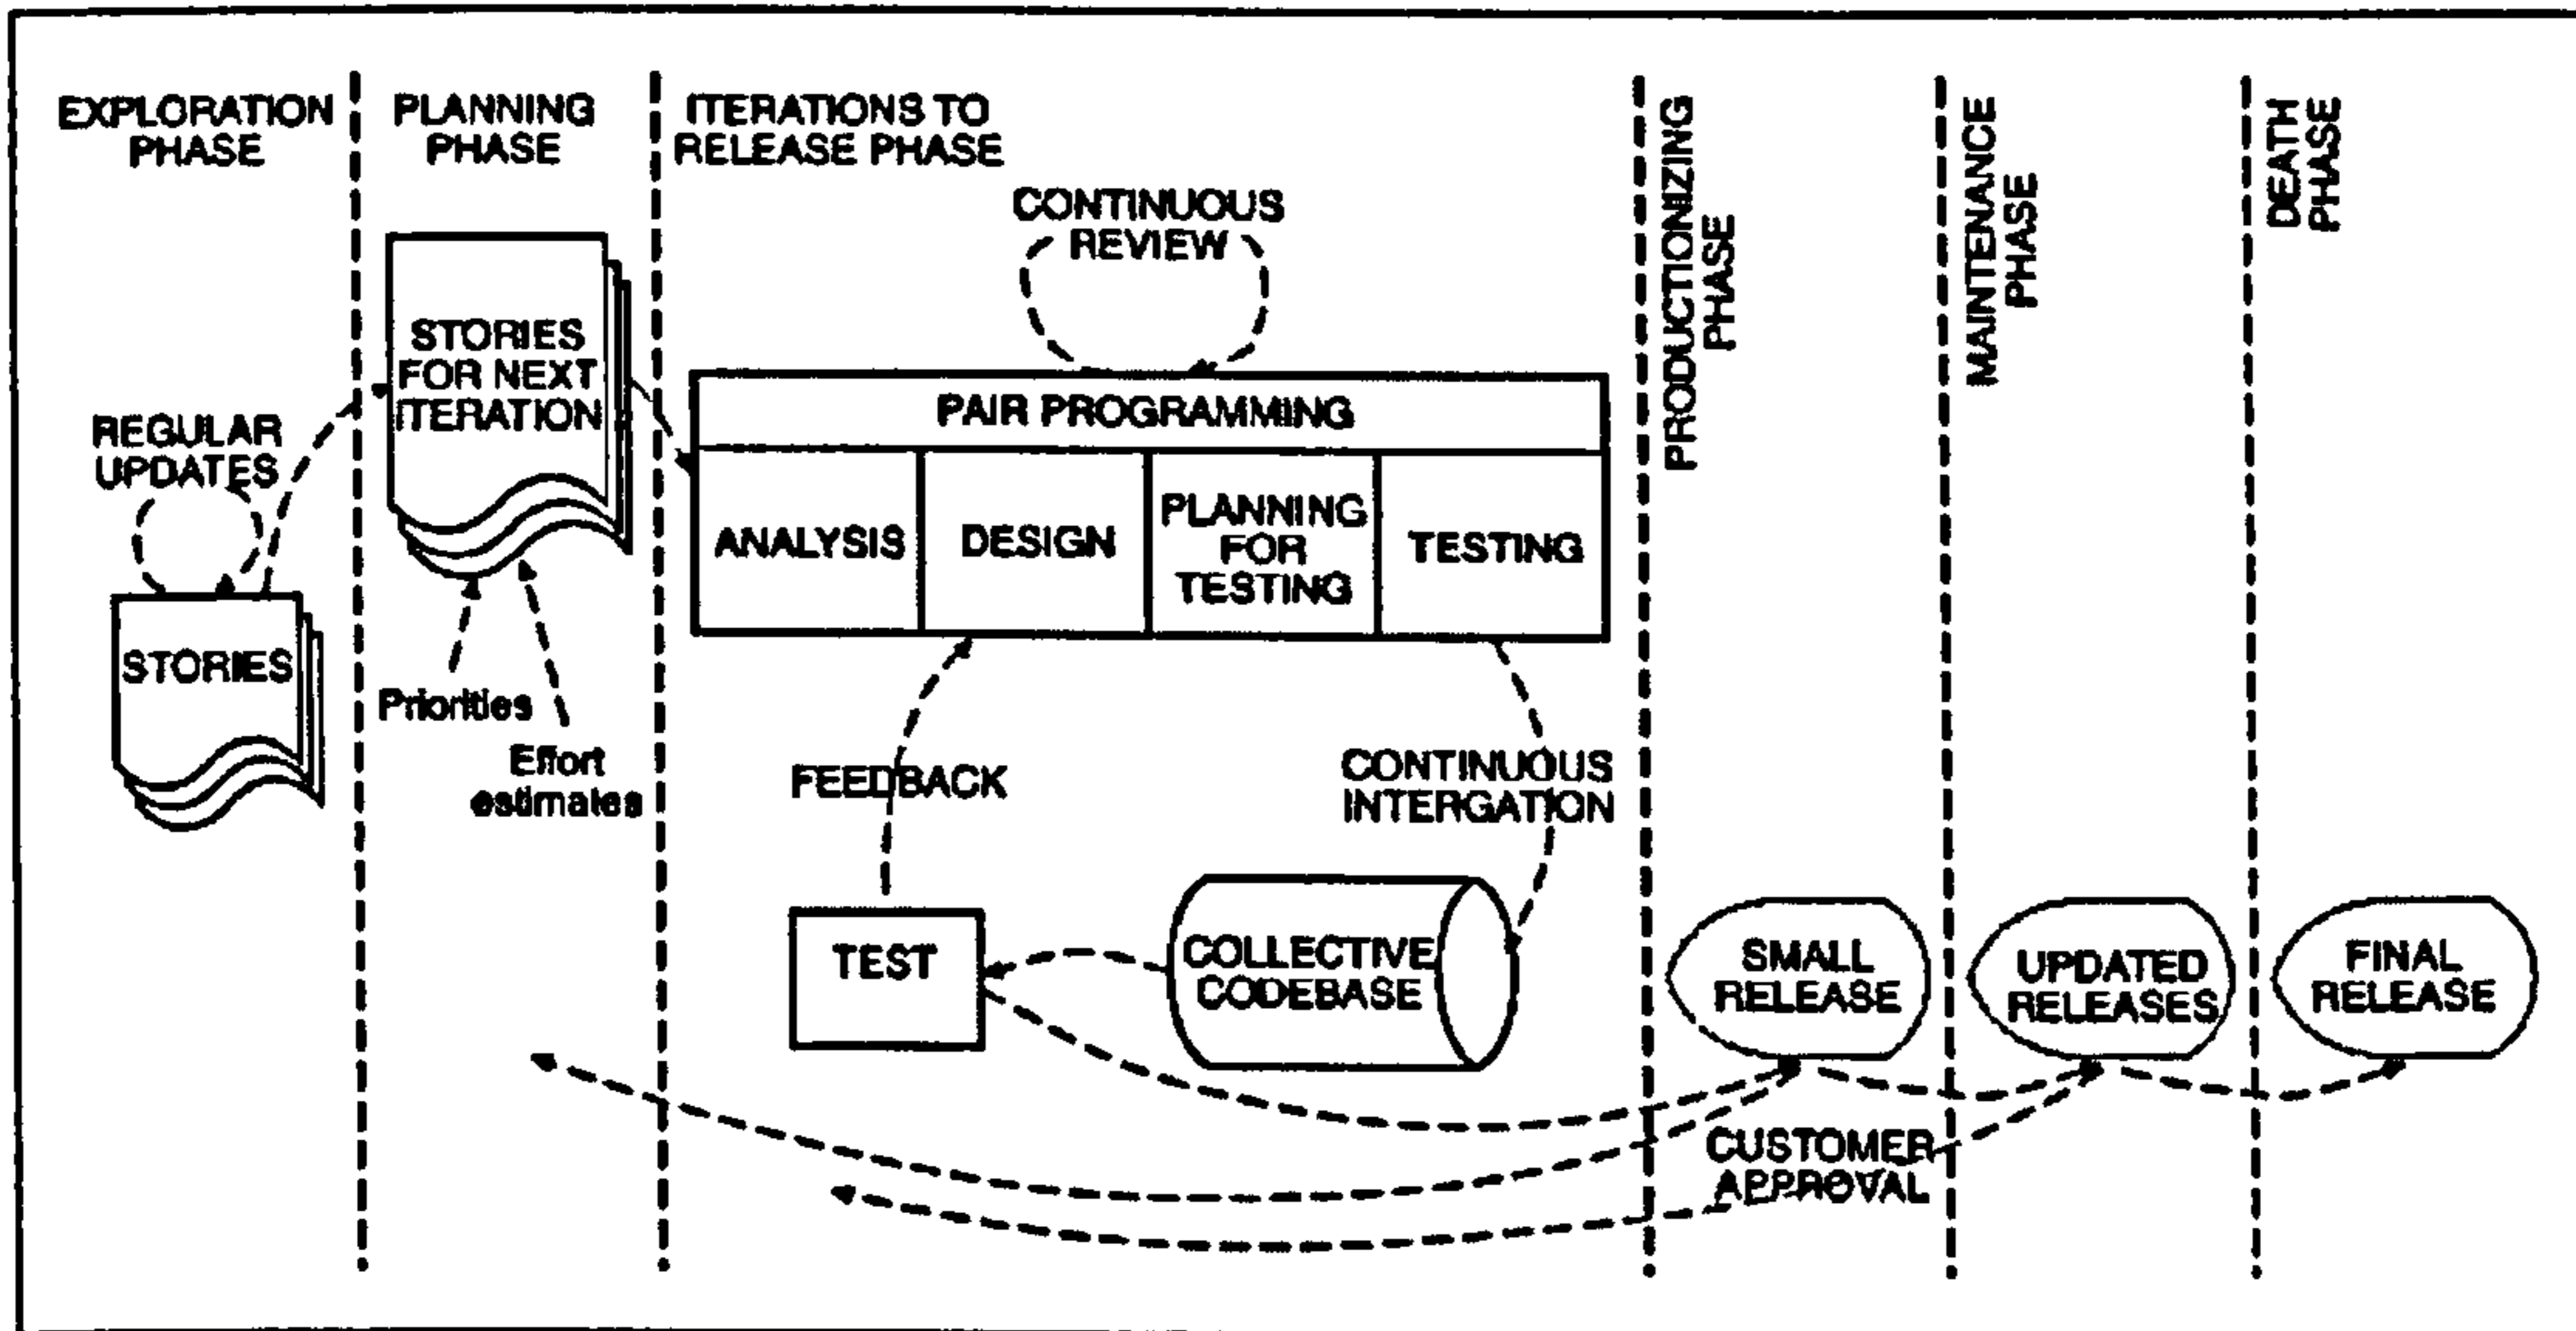 EXPLORATION
PHASE
PLANNING
PHASE
ITERATIONS TO
RELEASE PHASE
PRODUCTIONIZING
PHASE
MAINTENANCE
PHASE
DEATH
PHASE
CONTINUOUS
REVIEW
REGULAR
UPDATES
STORIES
STORIES
FOR NEXT
ITERATION
Priorities
Effort
estimates
PAIR PROGRAMMING
ANALYSIS
DESIGN
PLANNING
FOR
TESTING
TESTING
FEEDBACK
CONTINUOUS
INTERGATION
TEST
COLLECTIVE
CODEBASE
SMALL
RELEASE
UPDATED
RELEASES
FINAL
RELEASE
CUSTOMER
APPROVAL